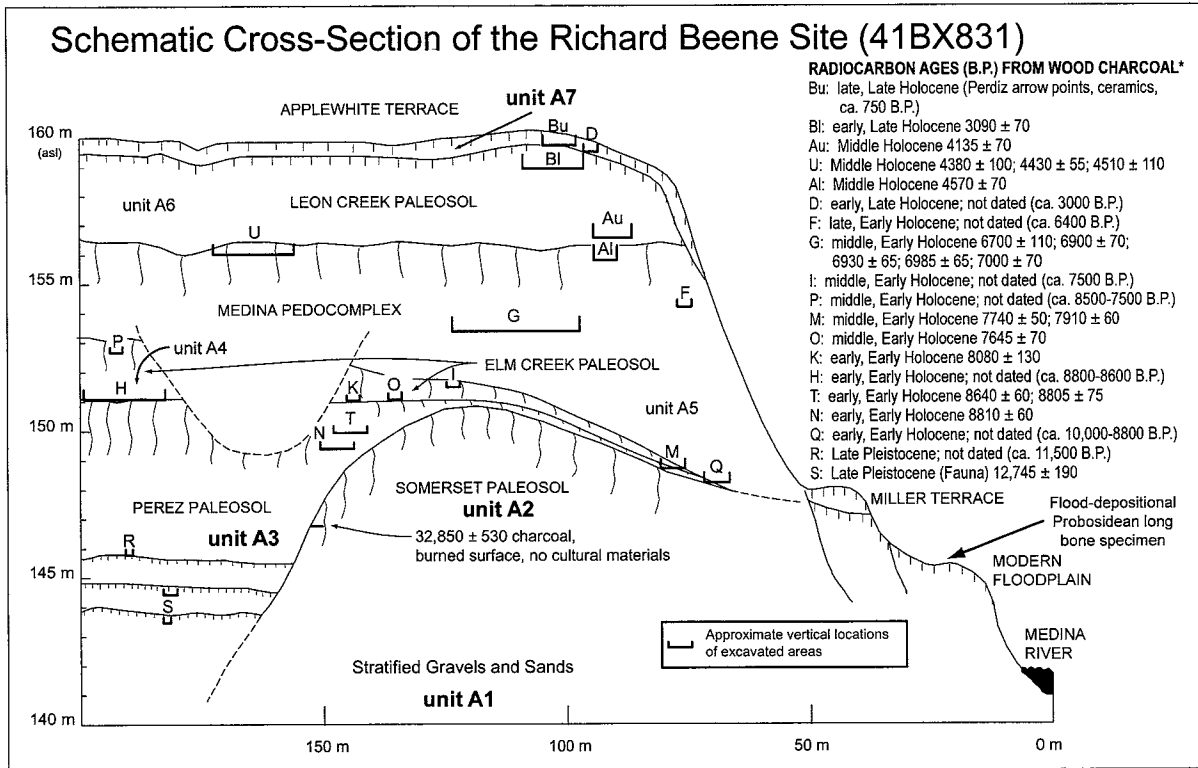 Schematic Cross-Section of the Richard Beene Site (41BX831)
RADIOCARBON AGES (B.P.) FROM WOOD CHARCOAL*
Bu: late, Late Holocene (Perdiz arrow points, ceramics,
ca. 750 B.P.)
Bl: early, Late Holocene 3090 ± 70
Au: Middle Holocene 4135 ± 70
U: Middle Holocene 4380 ± 100; 4430 ± 55; 4510 ± 110
Al: Middle Holocene 4570 ± 70
D: early, Late Holocene; not dated (ca. 3000 B.P.)
F: late, Early Holocene; not dated (ca. 6400 B.P.)
G: middle, Early Holocene 6700 ± 110; 6900 ± 70;
6930 ± 65; 6985 ± 65; 7000 ± 70
I: middle, Early Holocene; not dated (ca. 7500 B.P.)
P: middle, Early Holocene; not dated (ca. 8500-7500 B.P.)
M: middle, Early Holocene 7740 ± 50; 7910 ± 60
O: middle, Early Holocene 7645 ± 70
K: early, Early Holocene 8080 ± 130
H: early, Early Holocene; not dated (ca. 8800-8600 B.P.)
T: early, Early Holocene 8640 ± 60; 8805 ± 75
N: early, Early Holocene 8810 ± 60
Q: early, Early Holocene; not dated (ca. 10,000-8800 B.P.)
R: Late Pleistocene; not dated (ca. 11,500 B.P.)
S: Late Pleistocene (Fauna) 12,745 ± 190
APPLEWHITE TERRACE
unit A7
160 m
(asl)
Bu
D
Bl
unit A6
LEON CREEK PALEOSOL
Au
U
Al
155 m
F
MEDINA PEDOCOMPLEX
G
P
unit A4
ELM CREEK PALEOSOL
H
K
O
I
unit A5
T
150 m
N
M
Q
SOMERSET PALEOSOL
unit A2
PEREZ PALEOSOL
unit A3
MILLER TERRACE
Flood-depositional
Probosidean long
bone specimen
32,850 ± 530 charcoal,
burned surface, no cultural materials
R
145 m
MODERN
FLOODPLAIN
S
Approximate vertical locations
of excavated areas
MEDINA
RIVER
Stratified Gravels and Sands
unit A1
140 m
150 m
100 m
50 m
0 m